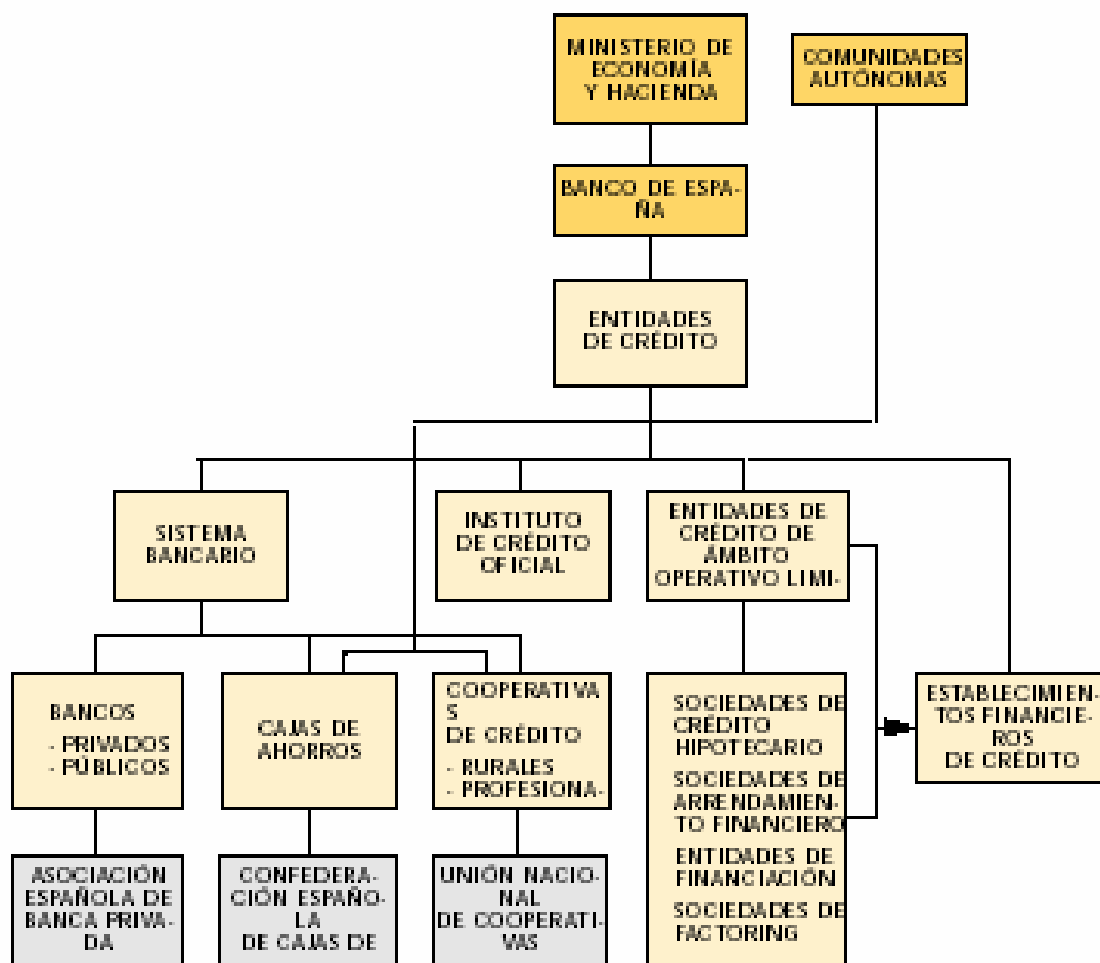 MINISTERIO DE
ECONOMÍA
Y HACIENDA
COMUNIDADES
AUTÓNOMAS
BANCO DE ESPA-
ÑA
ENTIDADES
DE CRÉDITO
SISTEMA
BANCARIO
INSTITUTO
DE CRÉDITO
OFICIAL
ENTIDADES DE
CRÉDITO DE
ÁMBITO
OPERATIVO LIMI-
BANCOS
- PRIVADOS
- PÚBLICOS
CAJAS DE
AHORROS
COOPERATIVA
S
DE CRÉDITO
- RURALES
- PROFESIONA-
SOCIEDADES DE
CRÉDITO
HIPOTECARIO
SOCIEDADES DE
ARRENDAMIEN-
TO FINANCIERO
ENTIDADES DE
FINANCIACIÓN
SOCIEDADES DE
FACTORING
ESTABLECIMIEN-
TOS FINANCIE-
ROS
DE CRÉDITO
ASOCIACIÓN
ESPAÑOLA DE
BANCA PRIVA-
DA
CONFEDERA-
CIÓN ESPAÑO-
LA
DE CAJAS DE
UNIÓN NACIO-
NAL
DE COOPERATI-
VAS